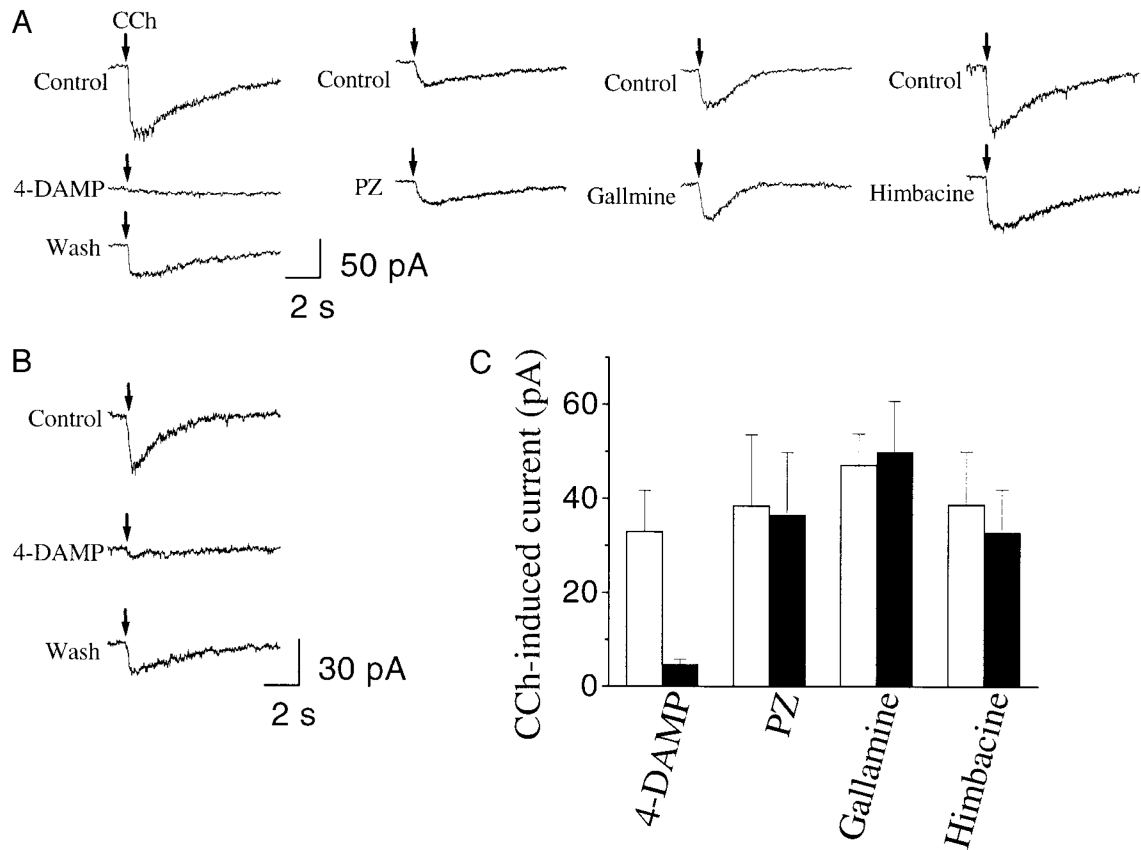 A
CCh
Control
Control
Control
Control
4-DAMP
PZ
Gallmine
Himbacine
Wash
50 pA
2 s
B
Control
4-DAMP
Wash
30 pA
2 s
C
CCh-induced current (pA)
60
40
20
0
4-DAMP
PZ
Gallamine
Himbacine